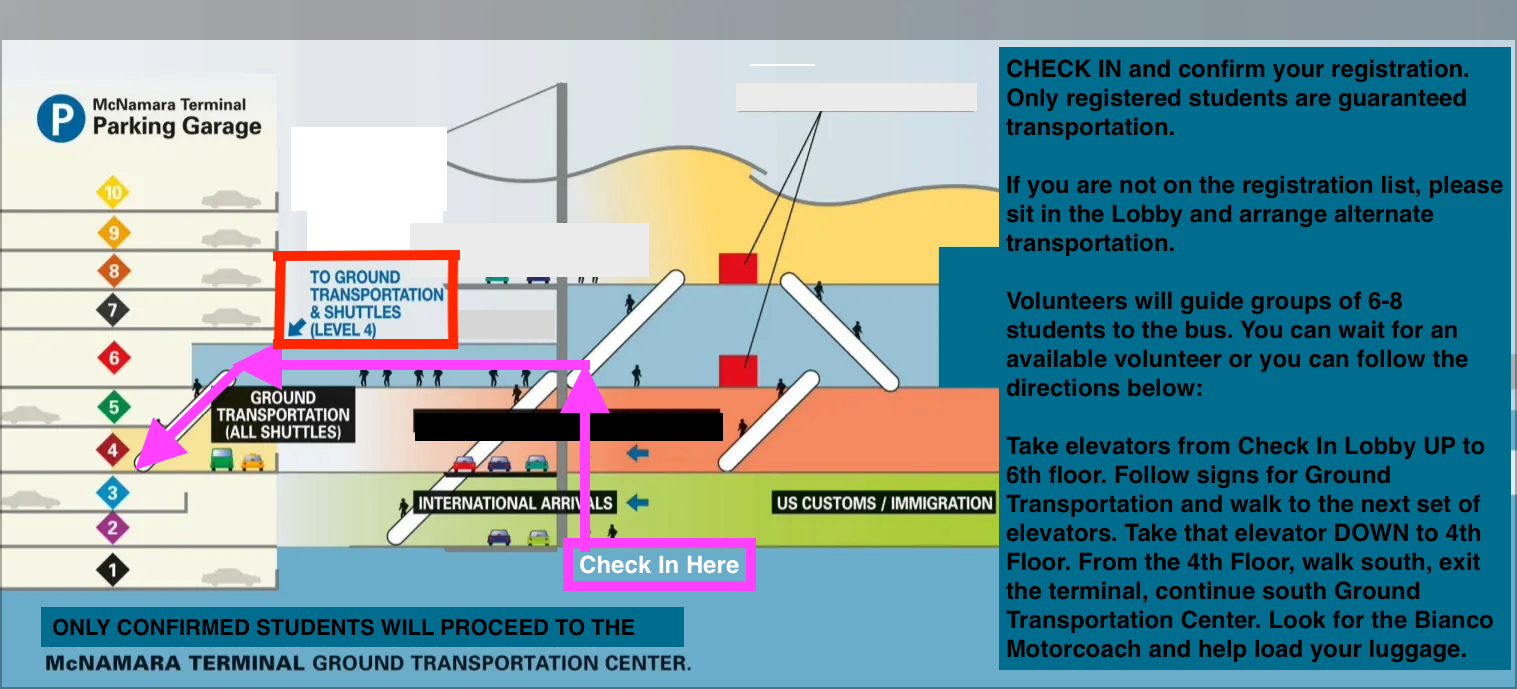 McNamara Terminal
Parking Garage
P
10
9
8
7
6
5
4
3
2
1
TO GROUND
TRANSPORTATION
& SHUTTLES
(LEVEL 4)
GROUND
TRANSPORTATION
(ALL SHUTTLES)
INTERNATIONAL ARRIVALS
US CUSTOMS / IMMIGRATION
Check In Here
ONLY CONFIRMED STUDENTS WILL PROCEED TO THE
McNAMARA TERMINAL GROUND TRANSPORTATION CENTER.
CHECK IN and confirm your registration.
Only registered students are guaranteed
transportation.
If you are not on the registration list, please
sit in the Lobby and arrange alternate
transportation.
Volunteers will guide groups of 6-8
students to the bus. You can wait for an
available volunteer or you can follow the
directions below:
Take elevators from Check In Lobby UP to
6th floor. Follow signs for Ground
Transportation and walk to the next set of
elevators. Take that elevator DOWN to 4th
Floor. From the 4th Floor, walk south, exit
the terminal, continue south Ground
Transportation Center. Look for the Bianco
Motorcoach and help load your luggage.